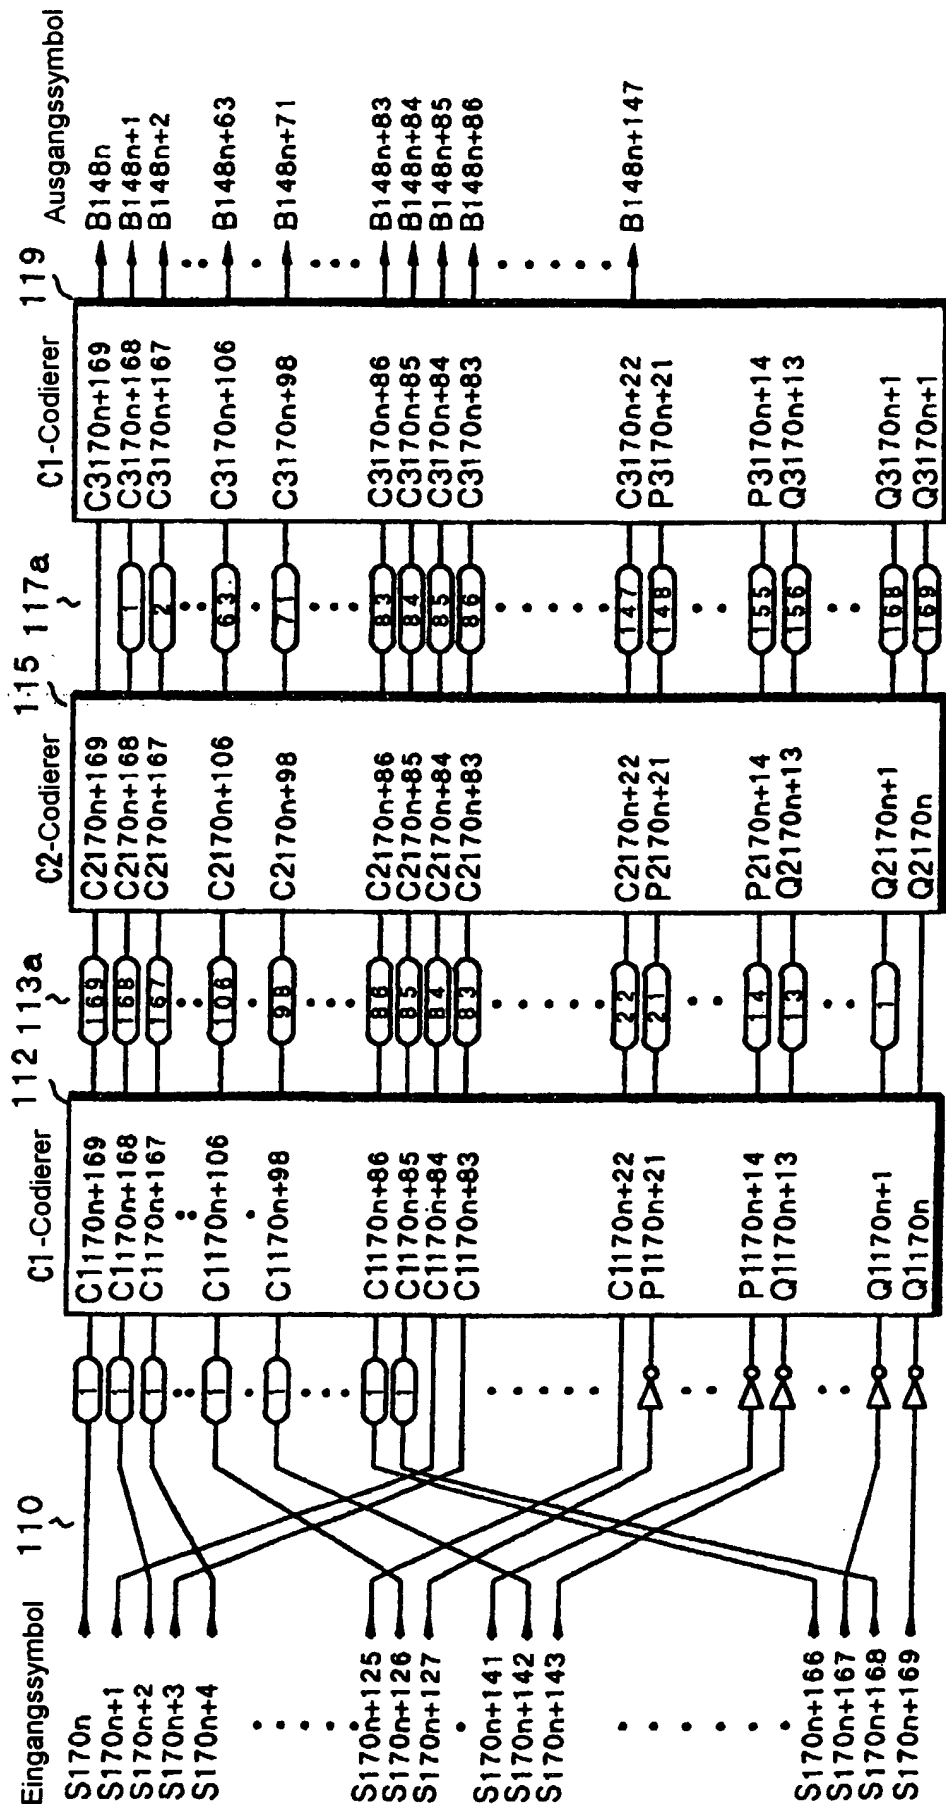 Eingangssymbol
110
S170n
S170n+1
S170n+2
S170n+3
S170n+4
S170n+125
S170n+126
S170n+127
S170n+141
S170n+142
S170n+143
S170n+166
S170n+167
S170n+168
S170n+169
1
1
1
1
1
1
1
C1-Codierer
112
C1170n+169
C1170n+168
C1170n+167
C1170n+106
C1170n+98
C1170n+86
C1170n+85
C1170n+84
C1170n+83
C1170n+22
P1170n+21
P1170n+14
Q1170n+13
Q1170n+1
Q1170n
113a
169
168
167
106
98
86
85
84
83
22
21
14
13
1
C2-Codierer
115
C2170n+169
C2170n+168
C2170n+167
C2170n+106
C2170n+98
C2170n+86
C2170n+85
C2170n+84
C2170n+83
C2170n+22
P2170n+21
P2170n+14
Q2170n+13
Q2170n+1
Q2170n
117a
1
2
63
71
83
84
85
86
147
148
155
156
168
169
C1-Codierer
119
C3170n+169
C3170n+168
C3170n+167
C3170n+106
C3170n+98
C3170n+86
C3170n+85
C3170n+84
C3170n+83
C3170n+22
P3170n+21
P3170n+14
Q3170n+13
Q3170n+1
Q3170n+1
Ausgangssymbol
B148n
B148n+1
B148n+2
B148n+63
B148n+71
B148n+83
B148n+84
B148n+85
B148n+86
B148n+147